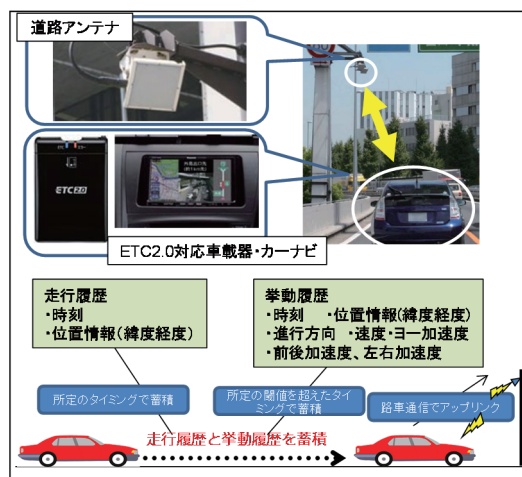 道路アンテナ
ETC2.0
ETC2.0対応車載器・カーナビ
走行履歴
・時刻
・位置情報(緯度経度)
挙動履歴
・時刻 ・位置情報(緯度経度)
・進行方向 ・速度・ヨー加速度
・前後加速度、左右加速度
所定のタイミングで蓄積
所定の閾値を超えたタイ
ミングで蓄積
路車通信でアップリンク
走行履歴と挙動履歴を蓄積